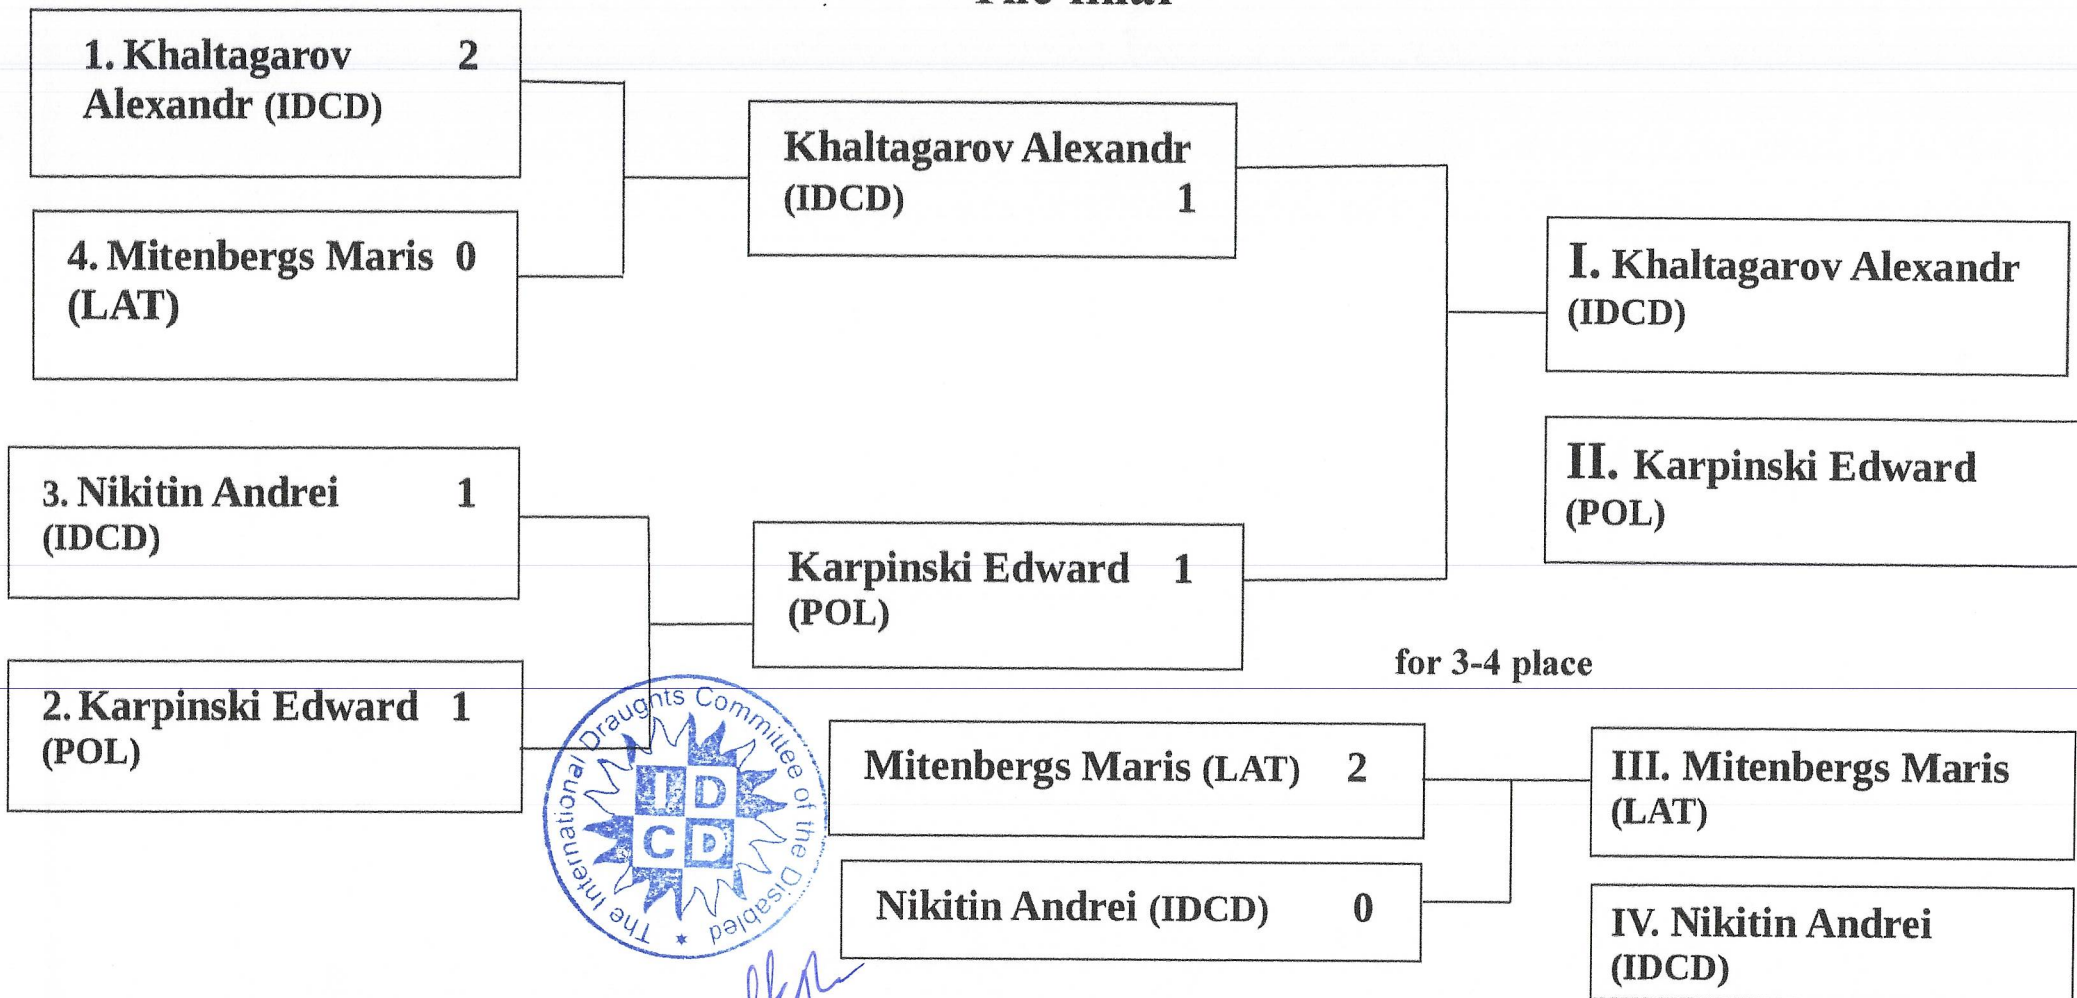 The final
1. Khaltagarov 2
Alexandr (IDCD)
4. Mitenbergs Maris 0
(LAT)
3. Nikitin Andrei 1
(IDCD)
2. Karpinski Edward 1
(POL)
Khaltagarov Alexandr
(IDCD) 1
Karpinski Edward 1
(POL)
I. Khaltagarov Alexandr
(IDCD)
II. Karpinski Edward
(POL)
for 3-4 place
Mitenbergs Maris (LAT) 2
Nikitin Andrei (IDCD) 0
III. Mitenbergs Maris
(LAT)
IV. Nikitin Andrei
(IDCD)
The International Draughts Committee of the Disabled
ID
CD